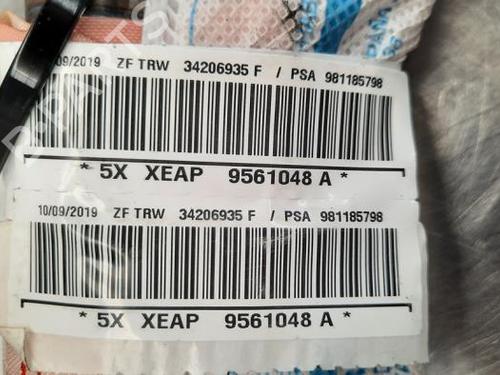 09/2019 ZF TRW 34206935 F / PSA 981185798
* 5X XEAP 9561048 A *
10/09/2019 ZF TRW 34206935 F / PSA 981185798
* 5X XEAP 9561048 A *